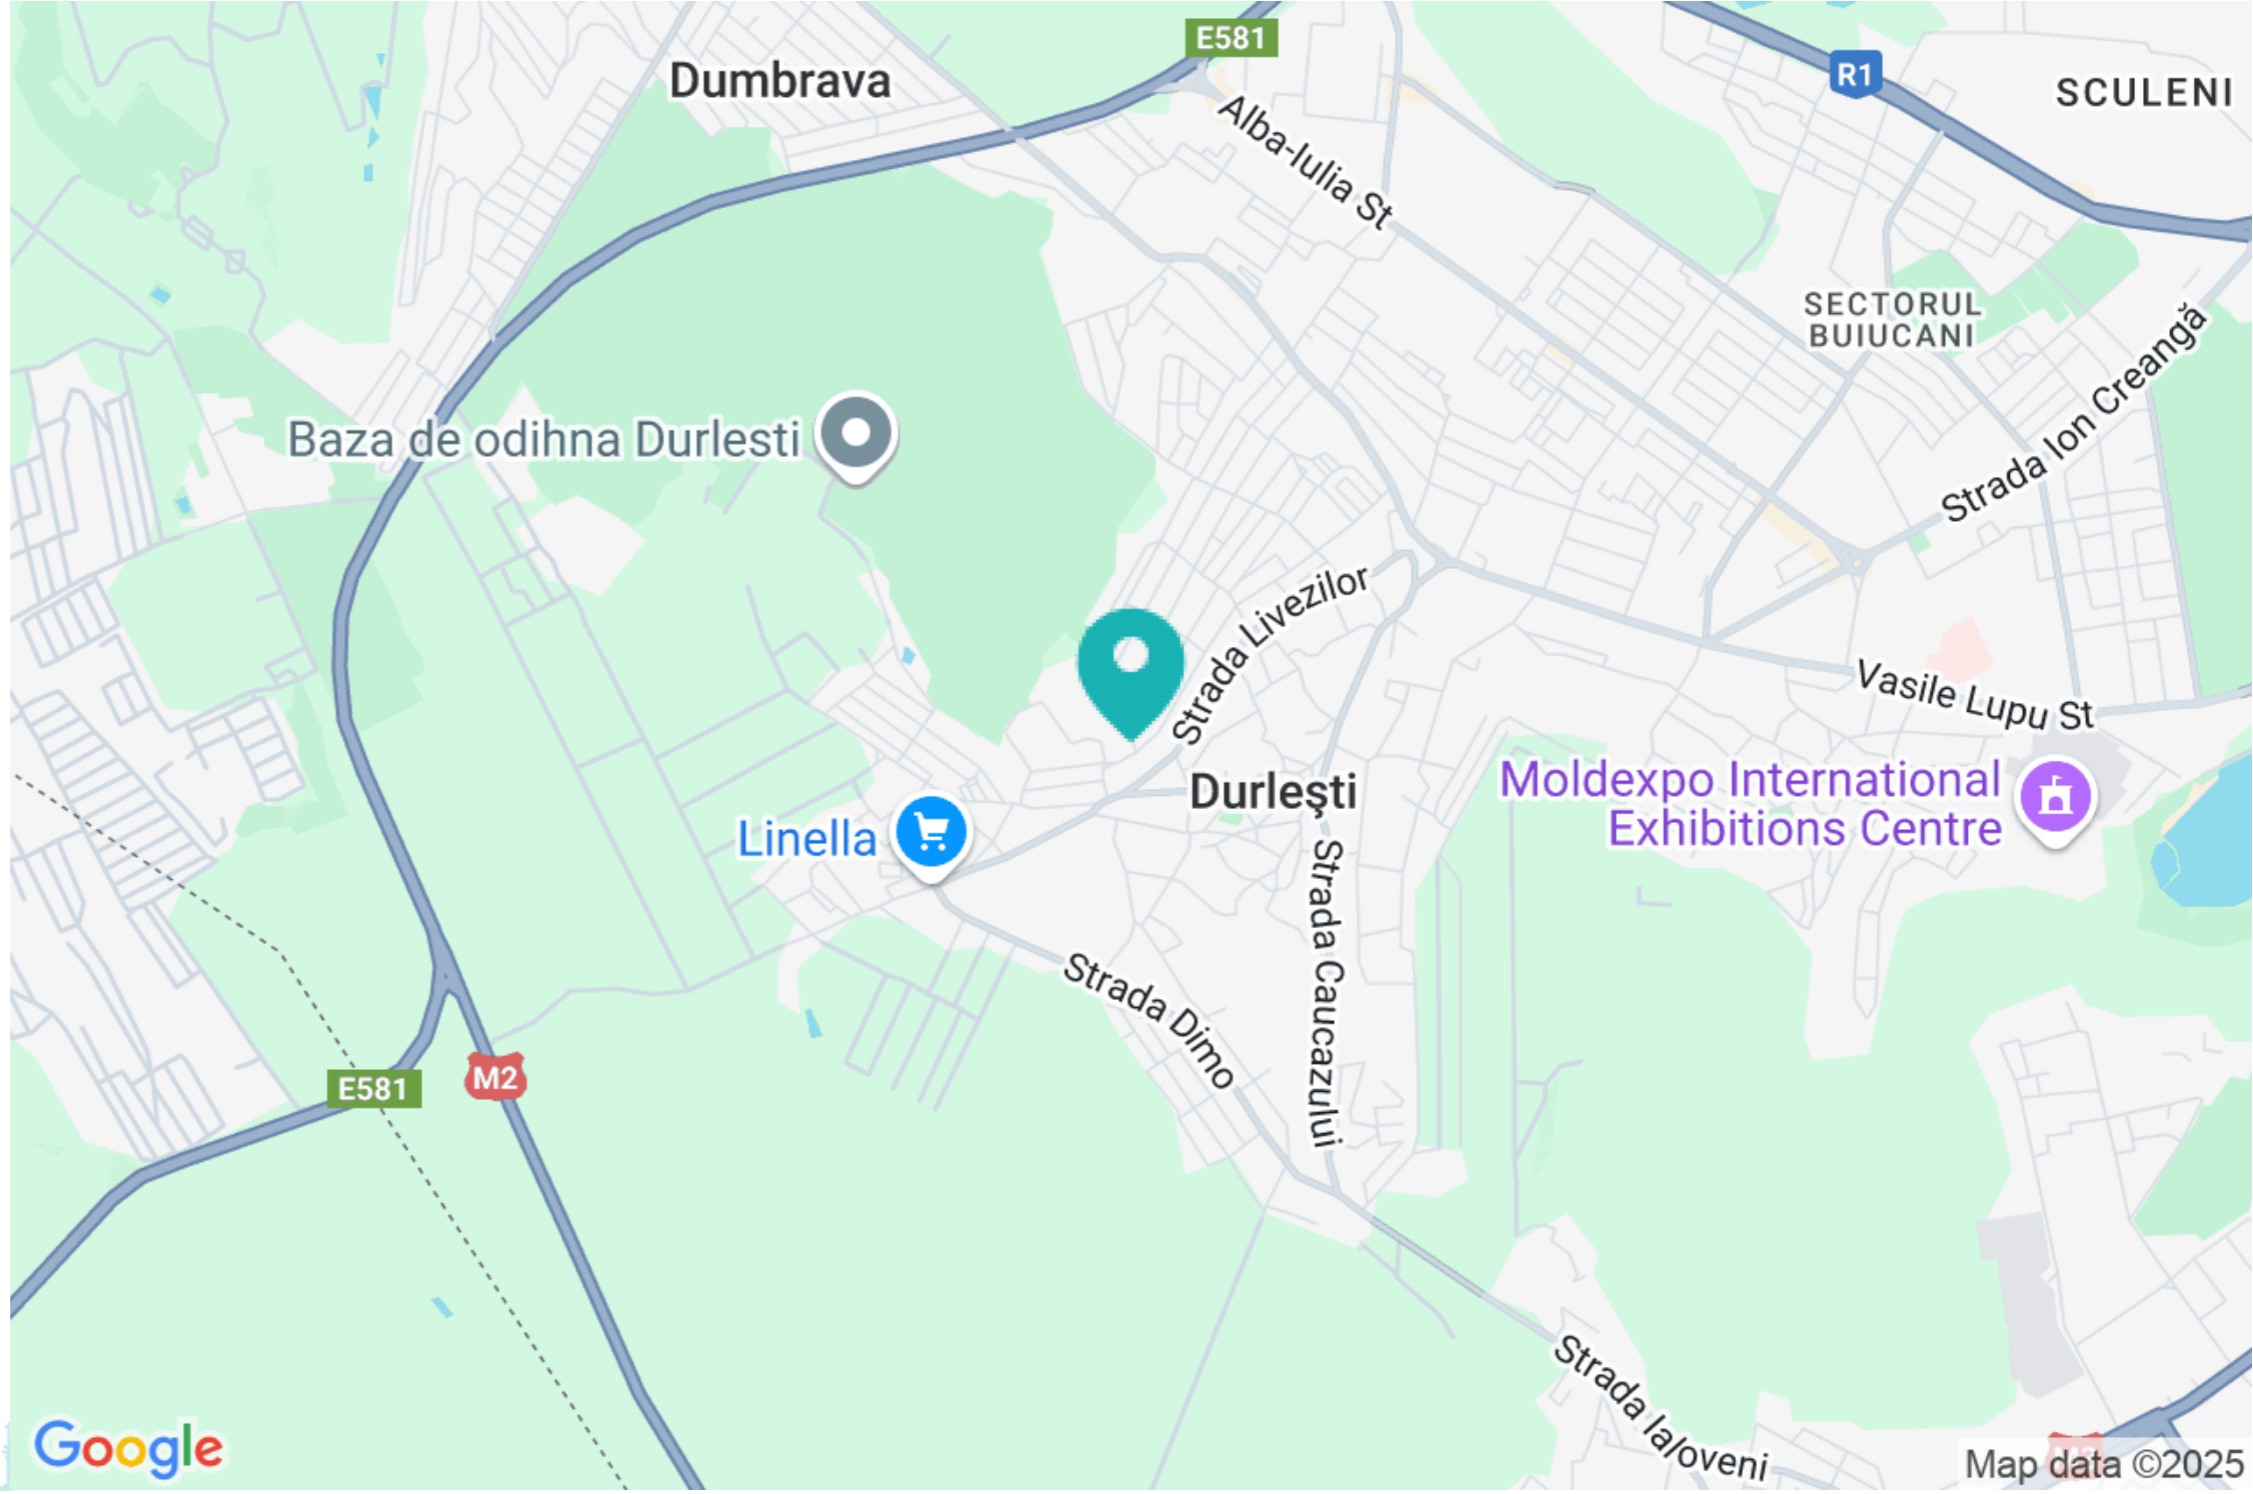 E581
Dumbrava
R1
SCULENI
Alba-Iulia St
SECTORUL
BUIUCANI
Strada Ion Creangă
Baza de odihna Durlesti
Strada Livezilor
Vasile Lupu St
Durlești
Moldexpo International
Exhibitions Centre
Linella
Strada Caucazului
Strada Dimo
E581
M2
Strada Ialoveni
Google
Map data ©2025